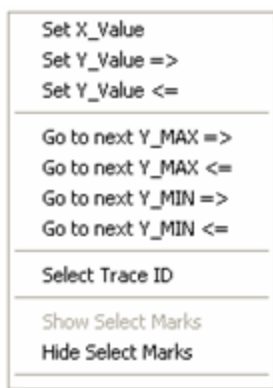 Set X_Value
Set Y_Value =>
Set Y_Value <=
Go to next Y_MAX =>
Go to next Y_MAX <=
Go to next Y_MIN =>
Go to next Y_MIN <=
Select Trace ID
Show Select Marks
Hide Select Marks